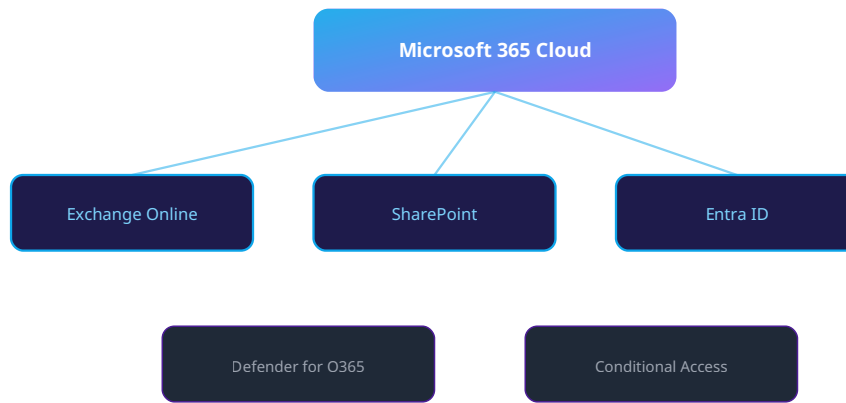 Microsoft 365 Cloud
Exchange Online
SharePoint
Entra ID
Defender for O365
Conditional Access